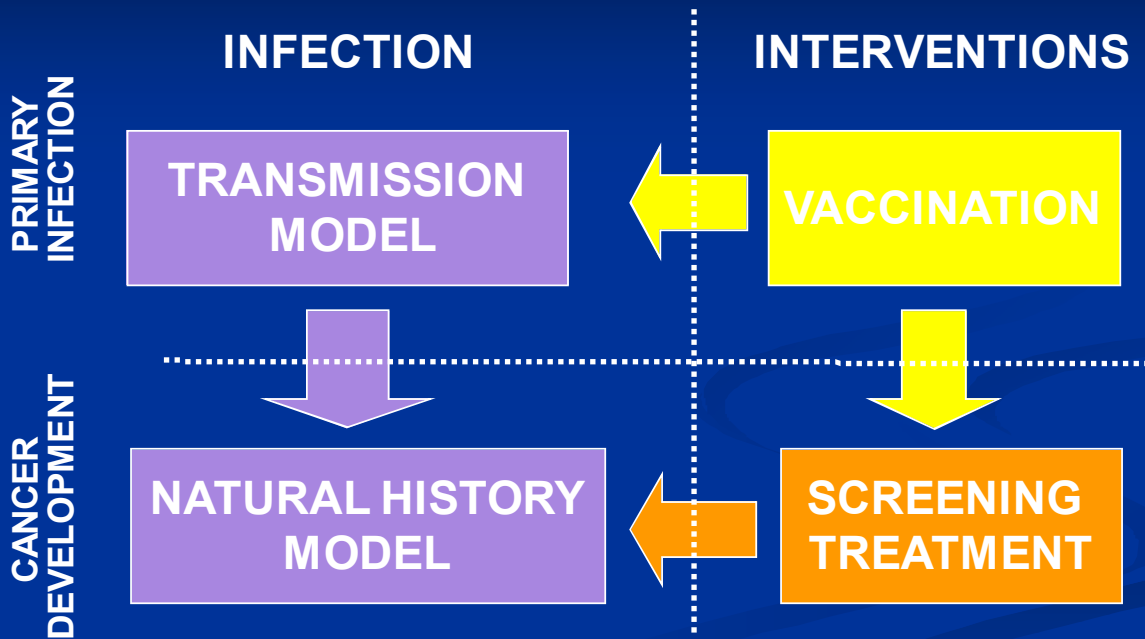 INFECTION
INTERVENTIONS
PRIMARY
INFECTION
TRANSMISSION
MODEL
VACCINATION
CANCER
DEVELOPMENT
NATURAL HISTORY
MODEL
SCREENING
TREATMENT